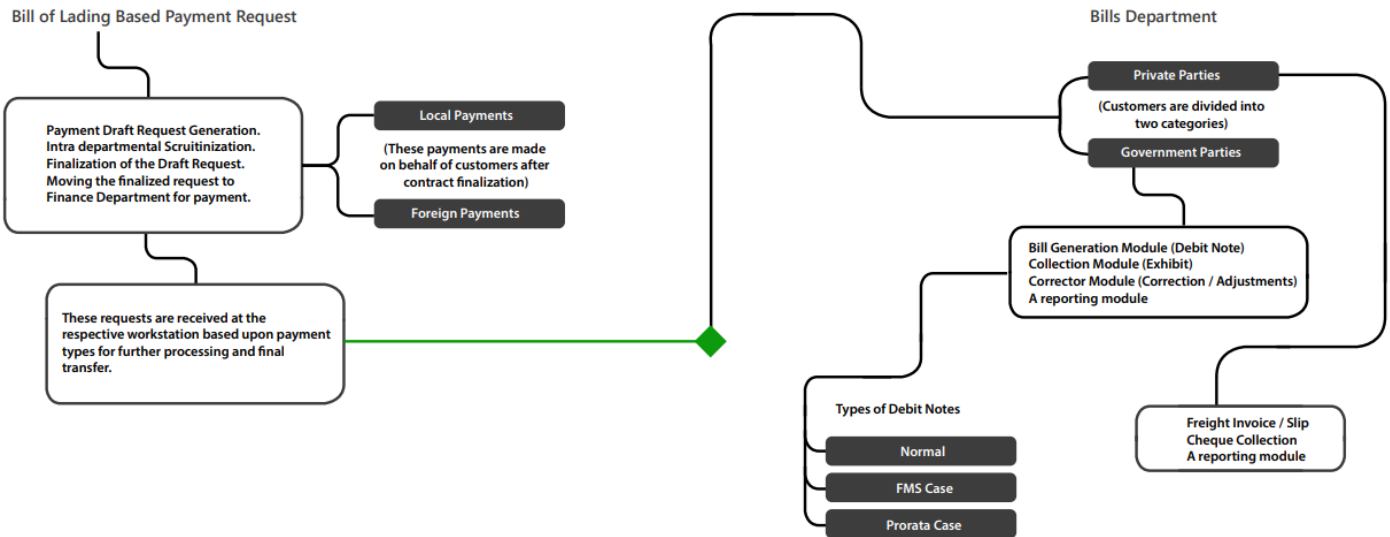 Bill of Lading Based Payment Request
Payment Draft Request Generation.
Intra departmental Scruitinization.
Finalization of the Draft Request.
Moving the finalized request to
Finance Department for payment.
Local Payments
(These payments are made
on behalf of customers after
contract finalization)
Foreign Payments
These requests are received at the
respective workstation based upon payment
types for further processing and final
transfer.
Bills Department
Private Parties
(Customers are divided into
two categories)
Government Parties
Bill Generation Module (Debit Note)
Collection Module (Exhibit)
Corrector Module (Correction / Adjustments)
A reporting module
Types of Debit Notes
Normal
FMS Case
Prorata Case
Freight Invoice / Slip
Cheque Collection
A reporting module